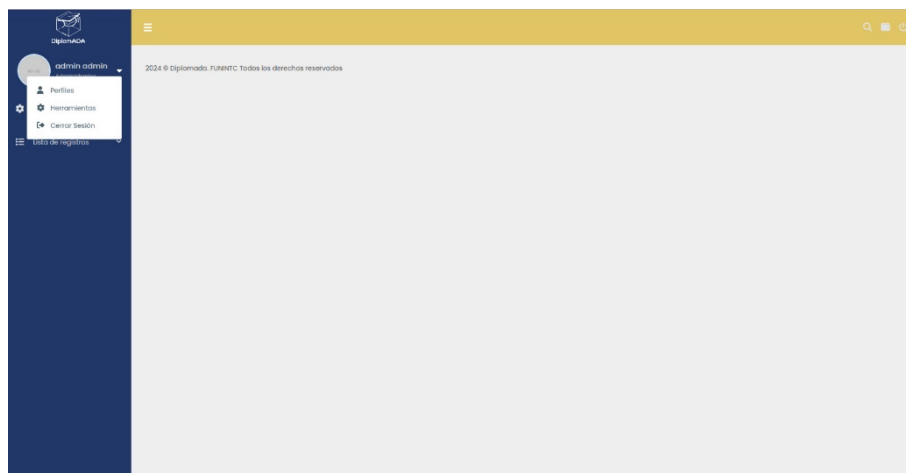 DiplomADA
admin admin
Perfiles
Herramientas
Cerrar Sesión
Lista de registros
2024 © Diplomado. FUNINTC Todos los derechos reservados